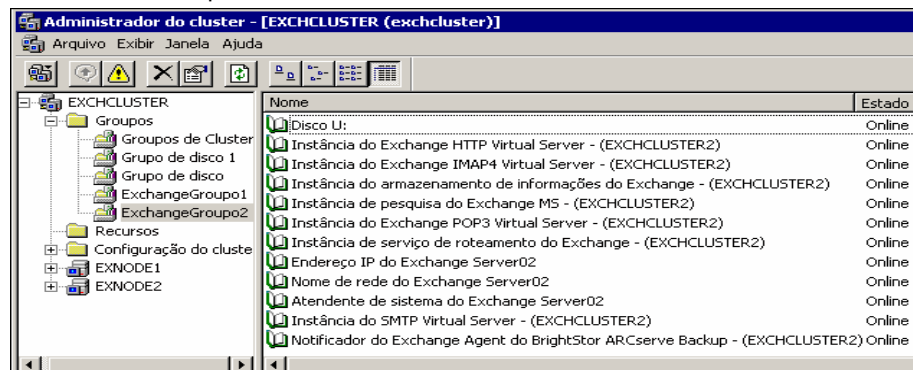 Administrador do cluster - [EXCHCLUSTER (exchcluster)]
Arquivo Exibir Janela Ajuda
EXCHCLUSTER
Groupos
Groupos de Cluster
Grupo de disco 1
Grupo de disco
ExchangeGroupo1
ExchangeGroupo2
Recursos
Configuração do cluste
EXNODE1
EXNODE2
Nome Estado
Disco U: Online
Instância do Exchange HTTP Virtual Server - (EXCHCLUSTER2) Online
Instância do Exchange IMAP4 Virtual Server - (EXCHCLUSTER2) Online
Instância do armazenamento de informações do Exchange - (EXCHCLUSTER2) Online
Instância de pesquisa do Exchange MS - (EXCHCLUSTER2) Online
Instância do Exchange POP3 Virtual Server - (EXCHCLUSTER2) Online
Instância de serviço de roteamento do Exchange - (EXCHCLUSTER2) Online
Endereço IP do Exchange Server02 Online
Nome de rede do Exchange Server02 Online
Atendente de sistema do Exchange Server02 Online
Instância do SMTP Virtual Server - (EXCHCLUSTER2) Online
Notificador do Exchange Agent do BrightStor ARCserve Backup - (EXCHCLUSTER2) Online